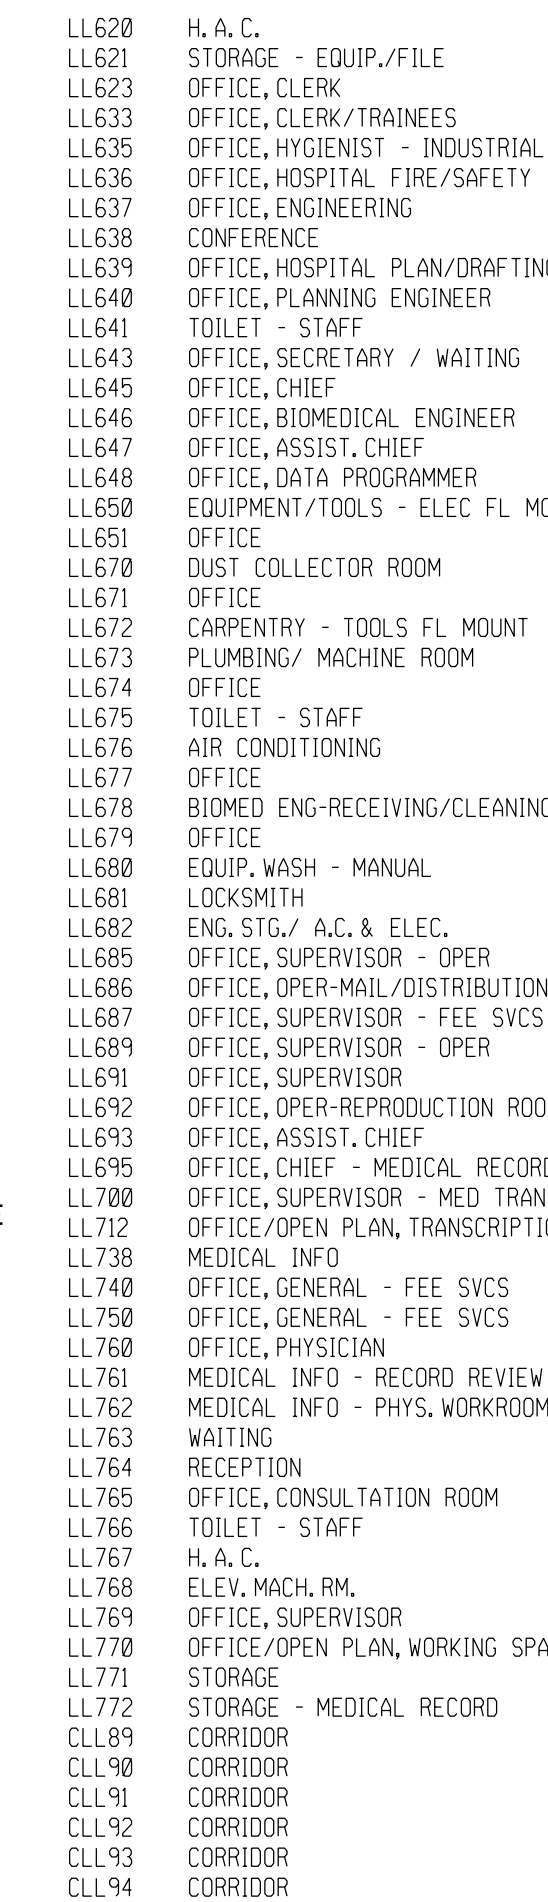 LL620 H.A.C.
LL621 STORAGE - EQUIP./FILE
LL623 OFFICE,CLERK
LL633 OFFICE,CLERK/TRAINEES
LL635 OFFICE,HYGIENIST - INDUSTRIAL
LL636 OFFICE,HOSPITAL FIRE/SAFETY
LL637 OFFICE,ENGINEERING
LL638 CONFERENCE
LL639 OFFICE,HOSPITAL PLAN/DRAFTING
LL640 OFFICE,PLANNING ENGINEER
LL641 TOILET - STAFF
LL643 OFFICE,SECRETARY / WAITING
LL645 OFFICE,CHIEF
LL646 OFFICE,BIOMEDICAL ENGINEER
LL647 OFFICE,ASSIST.CHIEF
LL648 OFFICE,DATA PROGRAMMER
LL650 EQUIPMENT/TOOLS - ELEC FL MO
LL651 OFFICE
LL670 DUST COLLECTOR ROOM
LL671 OFFICE
LL672 CARPENTRY - TOOLS FL MOUNT
LL673 PLUMBING/ MACHINE ROOM
LL674 OFFICE
LL675 TOILET - STAFF
LL676 AIR CONDITIONING
LL677 OFFICE
LL678 BIOMED ENG-RECEIVING/CLEANING
LL679 OFFICE
LL680 EQUIP.WASH - MANUAL
LL681 LOCKSMITH
LL682 ENG.STG./ A.C.& ELEC.
LL685 OFFICE,SUPERVISOR - OPER
LL686 OFFICE,OPER-MAIL/DISTRIBUTION
LL687 OFFICE,SUPERVISOR - FEE SVCS
LL689 OFFICE,SUPERVISOR - OPER
LL691 OFFICE,SUPERVISOR
LL692 OFFICE,OPER-REPRODUCTION ROO
LL693 OFFICE,ASSIST.CHIEF
LL695 OFFICE,CHIEF - MEDICAL RECORD
LL700 OFFICE,SUPERVISOR - MED TRAN
LL712 OFFICE/OPEN PLAN,TRANSCRIPTIO
LL738 MEDICAL INFO
LL740 OFFICE,GENERAL - FEE SVCS
LL750 OFFICE,GENERAL - FEE SVCS
LL760 OFFICE,PHYSICIAN
LL761 MEDICAL INFO - RECORD REVIEW
LL762 MEDICAL INFO - PHYS.WORKROOM
LL763 WAITING
LL764 RECEPTION
LL765 OFFICE,CONSULTATION ROOM
LL766 TOILET - STAFF
LL767 H.A.C.
LL768 ELEV.MACH.RM.
LL769 OFFICE,SUPERVISOR
LL770 OFFICE/OPEN PLAN,WORKING SPA
LL771 STORAGE
LL772 STORAGE - MEDICAL RECORD
CLL89 CORRIDOR
CLL90 CORRIDOR
CLL91 CORRIDOR
CLL92 CORRIDOR
CLL93 CORRIDOR
CLL94 CORRIDOR